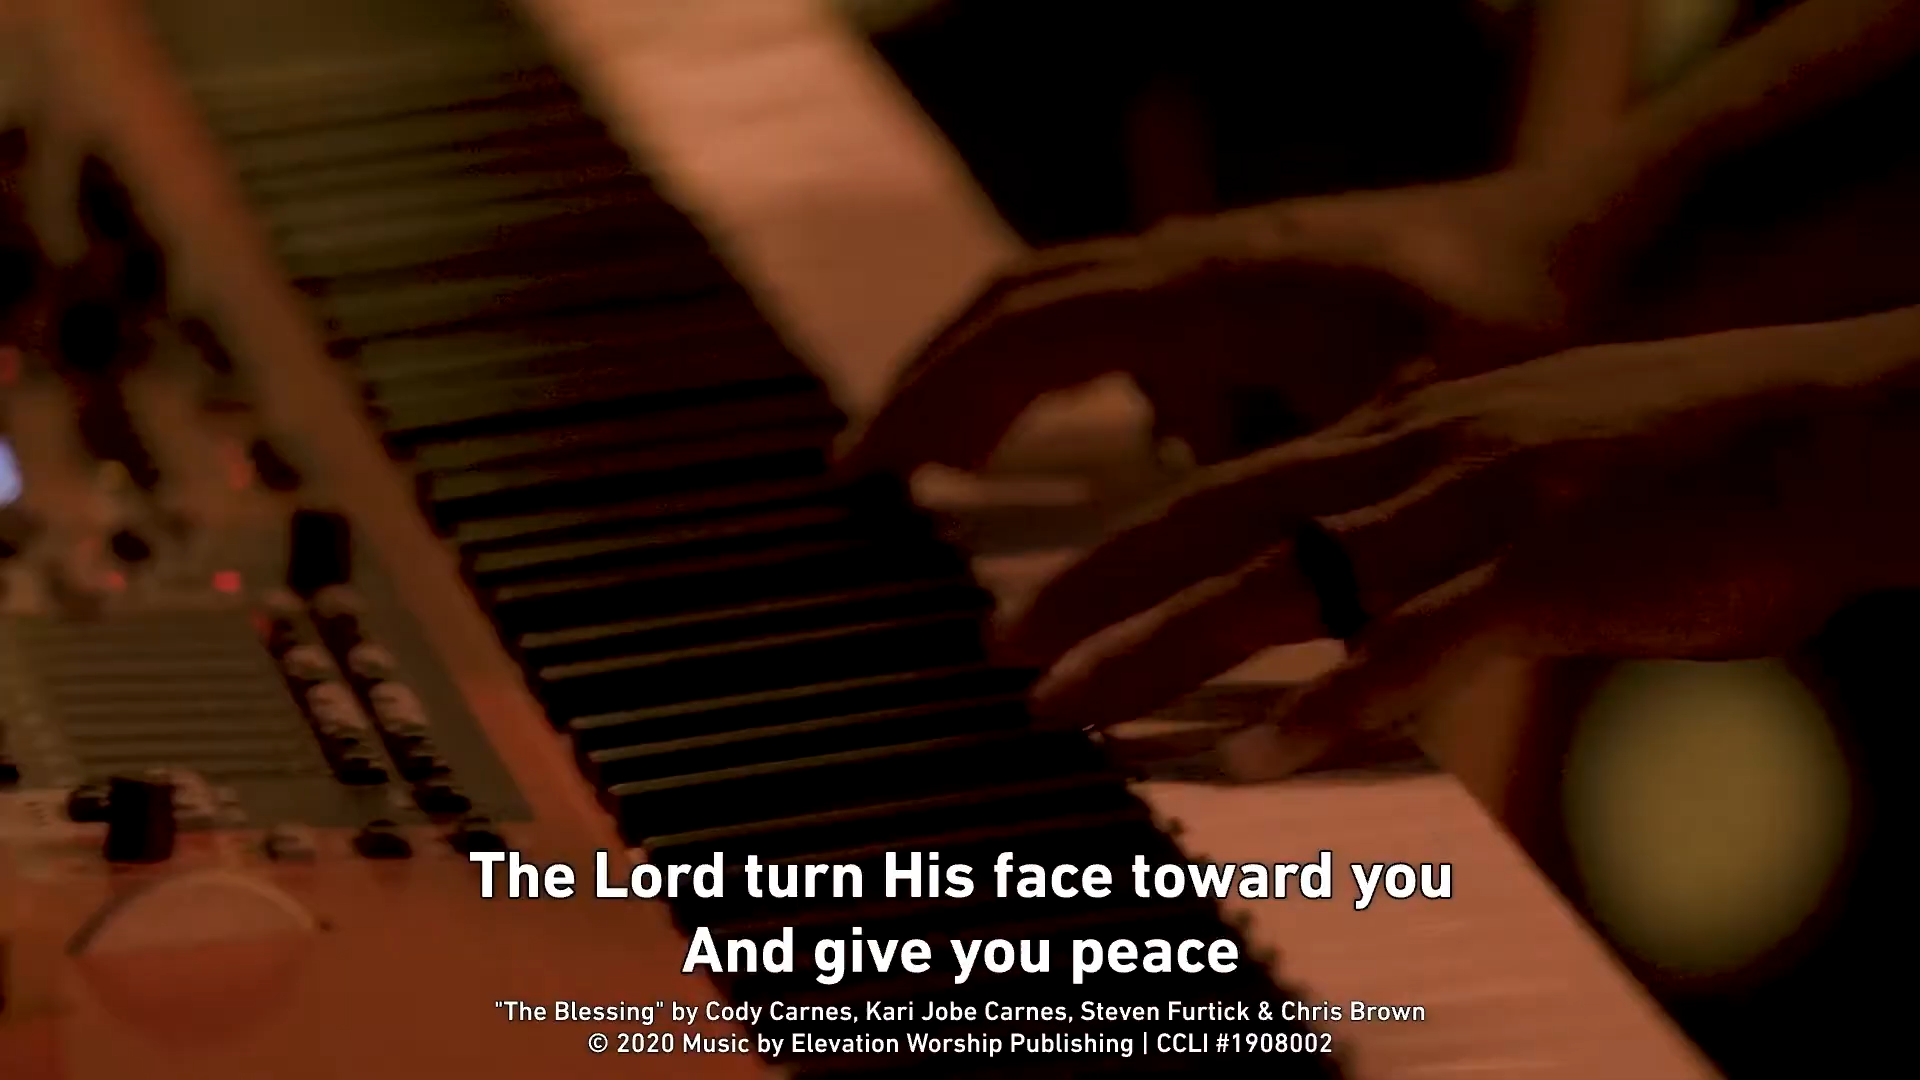 The Lord turn His face toward you
And give you peace
"The Blessing" by Cody Carnes, Kari Jobe Carnes, Steven Furtick & Chris Brown
© 2020 Music by Elevation Worship Publishing | CCLI #1908002